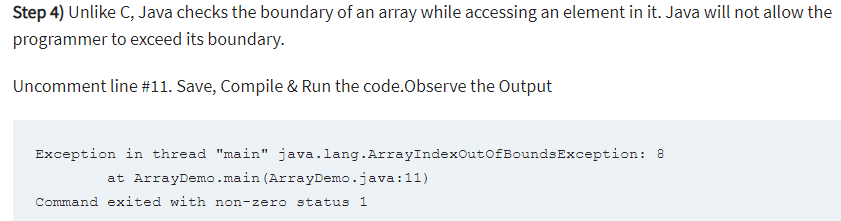 Step 4) Unlike C, Java checks the boundary of an array while accessing an element in it. Java will not allow the
programmer to exceed its boundary.
Uncomment line #11. Save, Compile & Run the code.Observe the Output
Exception in thread "main" java.lang.ArrayIndexOutOfBoundsException: 8
at ArrayDemo.main(ArrayDemo.java:11)
Command exited with non-zero status 1